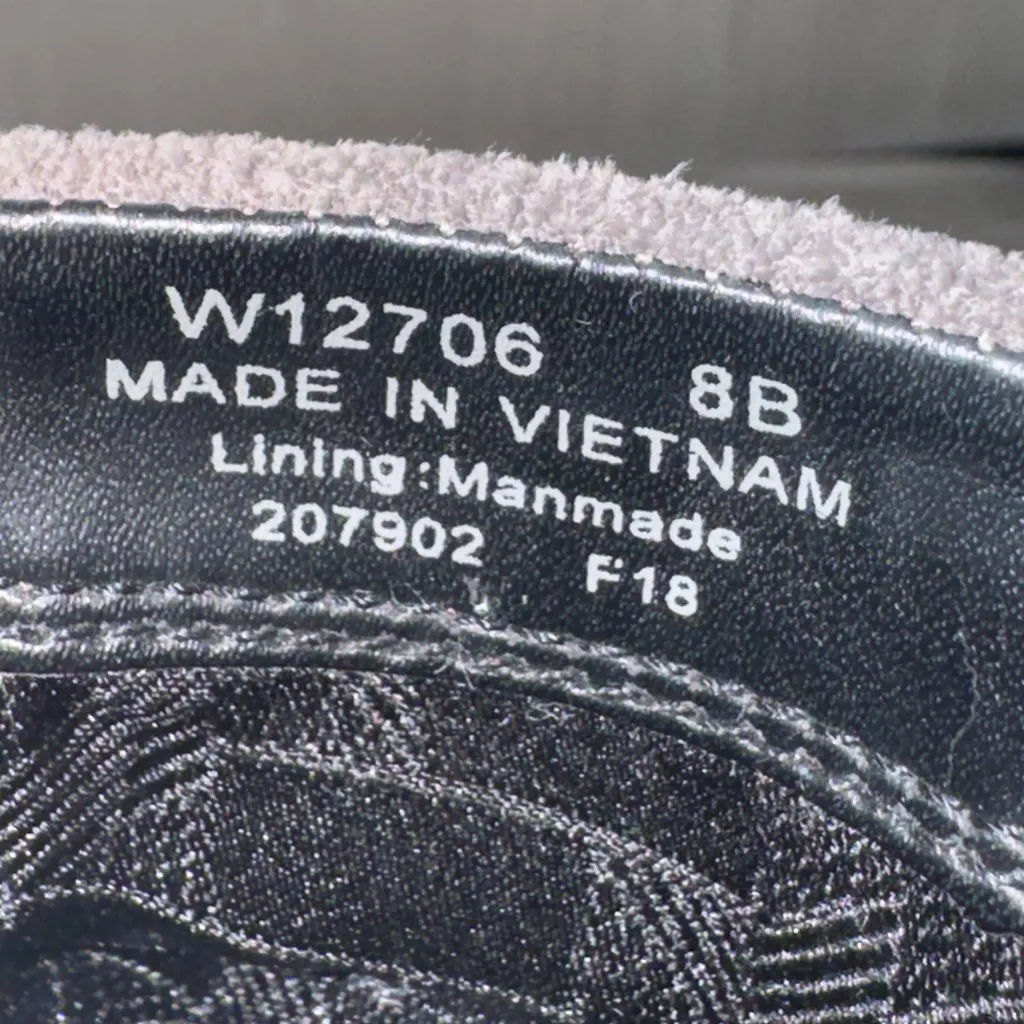 W12706 8B
MADE IN VIETNAM
Lining:Manmade
207902 F18